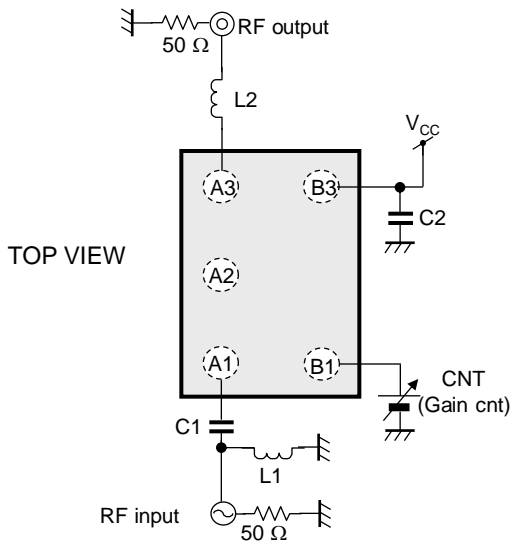 RF output
50 Ω
L2
V_CC
A3
B3
C2
TOP VIEW
A2
A1
B1
CNT
(Gain cnt)
C1
L1
RF input
50 Ω